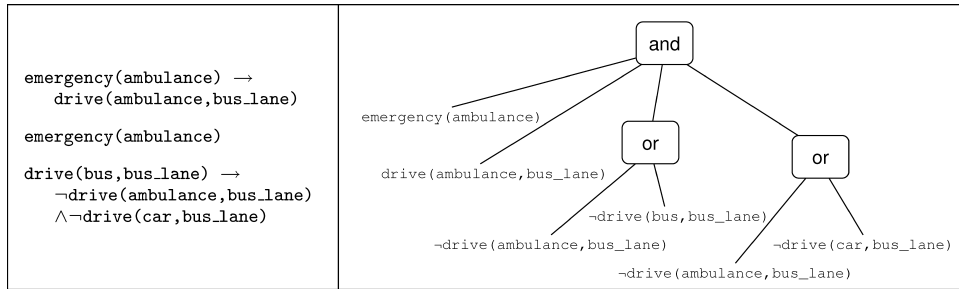 emergency(ambulance) →
drive(ambulance,bus_lane)
emergency(ambulance)
drive(bus,bus_lane) →
¬drive(ambulance,bus_lane)
∧¬drive(car,bus_lane)
and
emergency(ambulance)
or
or
drive(ambulance,bus_lane)
¬drive(bus,bus_lane)
¬drive(ambulance,bus_lane)
¬drive(car,bus_lane)
¬drive(ambulance,bus_lane)